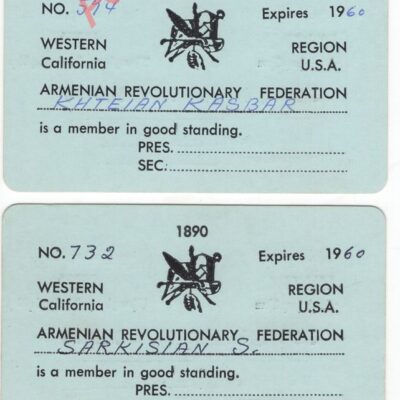 NO. 594 Expires 1960
WESTERN REGION
California U.S.A.
ARMENIAN REVOLUTIONARY FEDERATION
KHTEIAN KASBAR
is a member in good standing.
PRES.
SEC:
1890
NO. 732 Expires 1960
WESTERN REGION
California U.S.A.
ARMENIAN REVOLUTIONARY FEDERATION
SARKISIAN S.
is a member in good standing.
PRES.